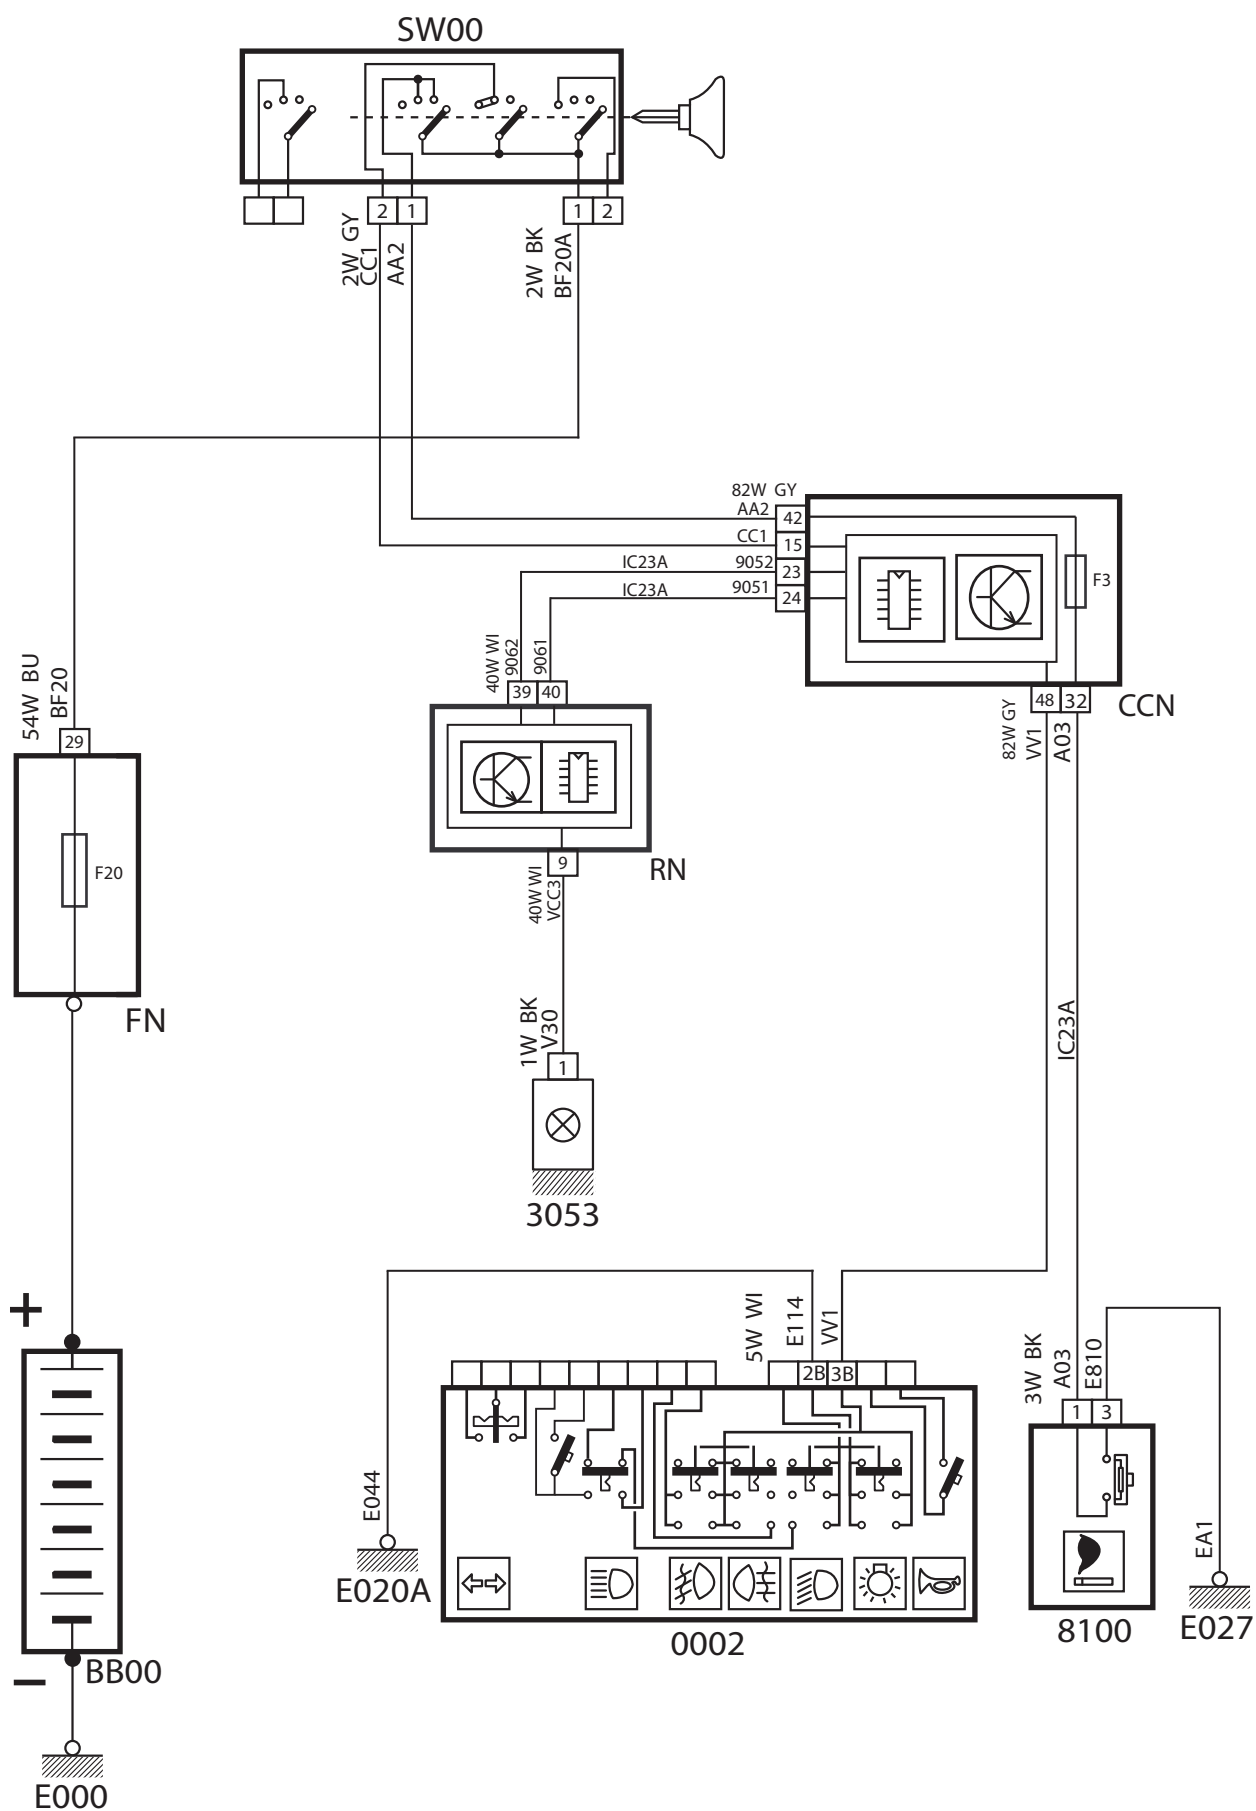 SW00
2 1
1 2
2W GY
CC1
AA2
2W BK
BF20A
82W GY
AA2
42
CC1
15
IC23A
9052
23
IC23A
9051
24
F3
40W WI
9062
9061
39 40
48 32
CCN
82W GY
VV1
A03
54W BU
BF20
29
F20
FN
RN
9
40W WI
VCC3
1W BK
V30
1
3053
IC23A
+
5W WI
E114
VV1
2B 3B
3W BK
A03
E810
1 3
E044
E020A
0002
8100
EA1
E027
BB00
–
E000